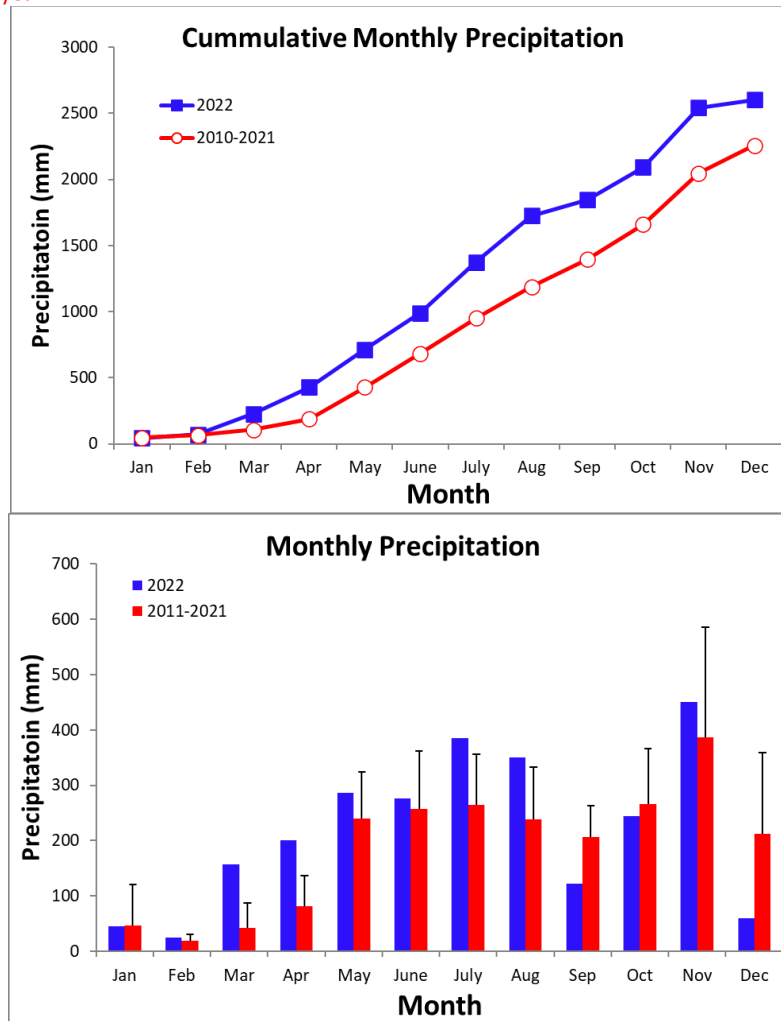 Cummulative Monthly Precipitation
3000
2500
2000
1500
1000
500
0
Precipitatoin (mm)
2022
2010-2021
Jan Feb Mar Apr May June July Aug Sep Oct Nov Dec
Month
Monthly Precipitation
700
600
500
400
300
200
100
0
Precipitatoin (mm)
2022
2011-2021
Jan Feb Mar Apr May June July Aug Sep Oct Nov Dec
Month